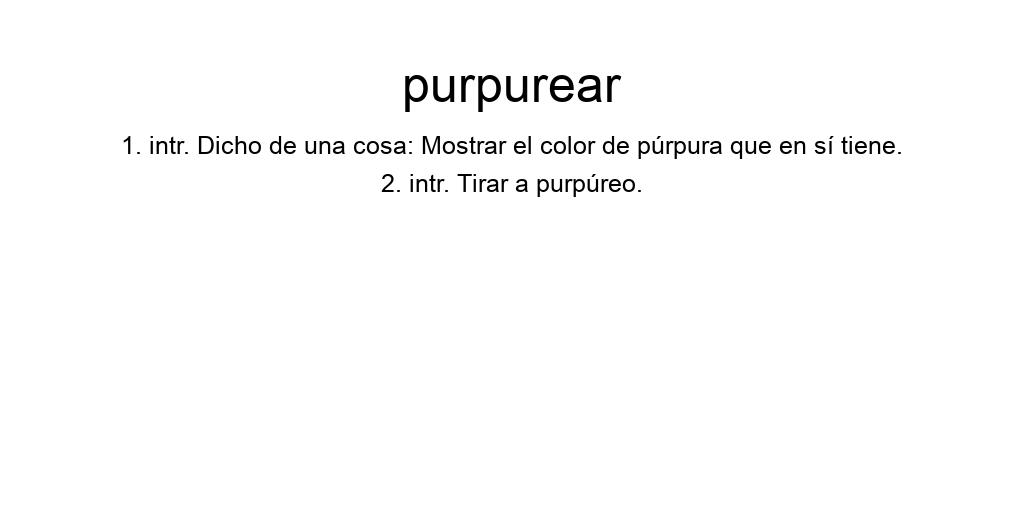 purpurear
1. intr. Dicho de una cosa: Mostrar el color de púrpura que en sí tiene.
2. intr. Tirar a purpúreo.